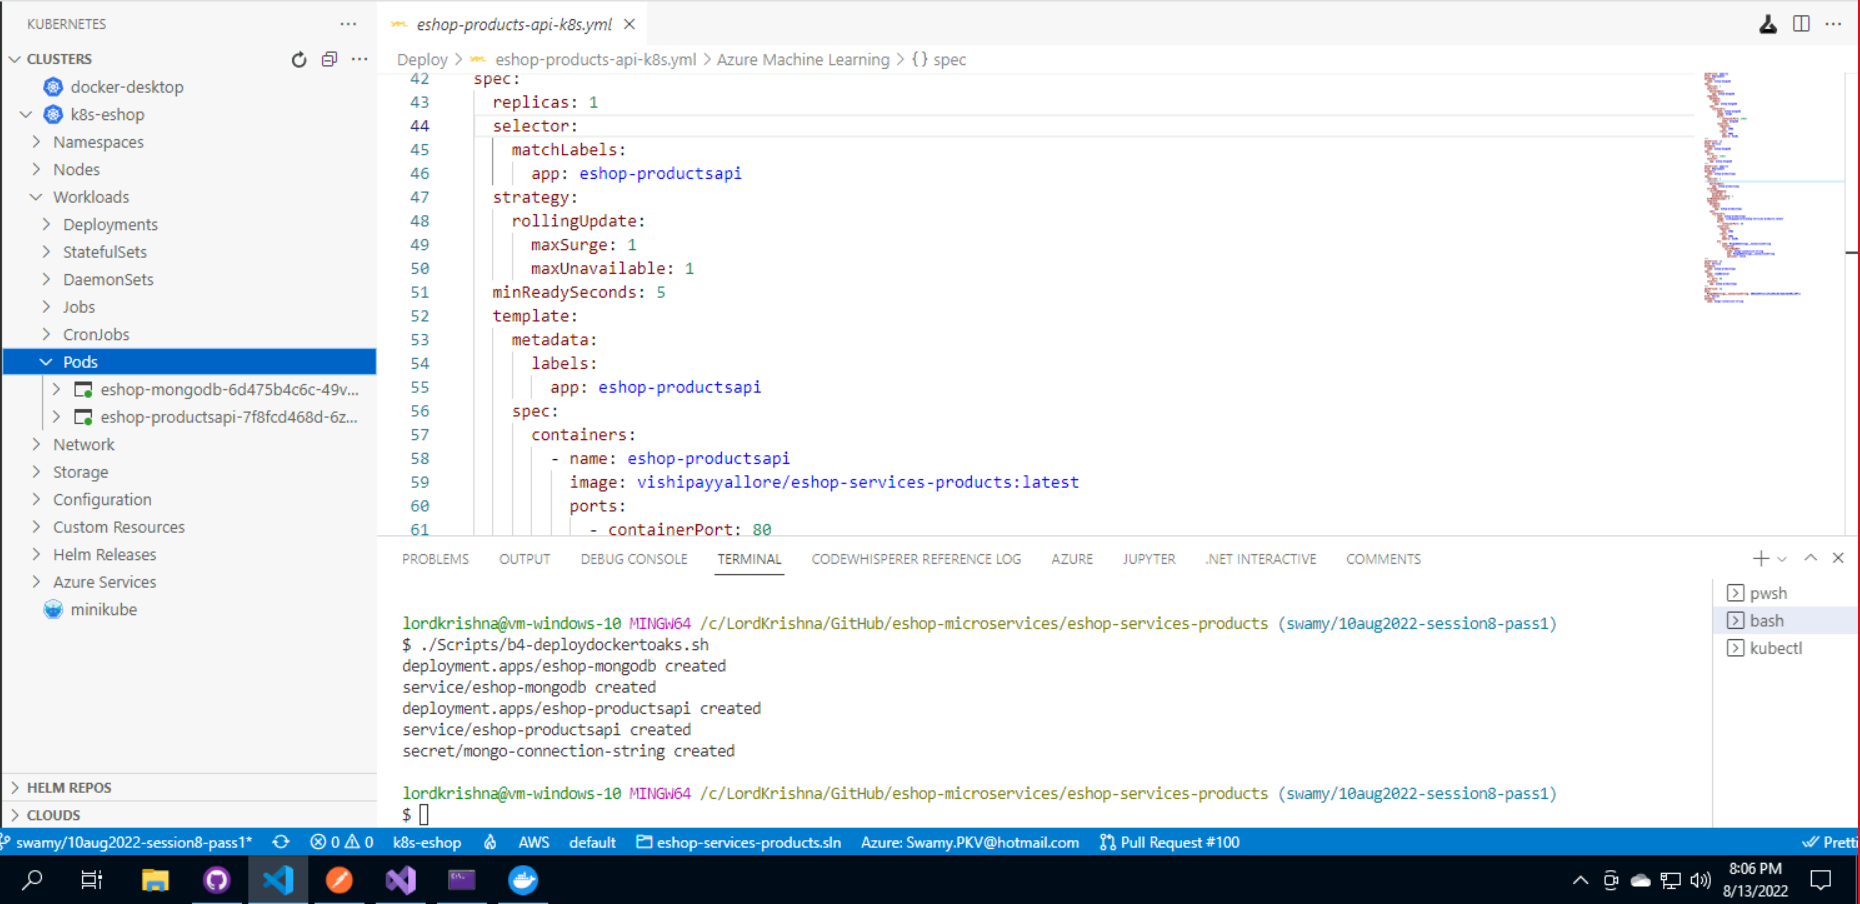 KUBERNETES
CLUSTERS
docker-desktop
k8s-eshop
Namespaces
Nodes
Workloads
Deployments
StatefulSets
DaemonSets
Jobs
CronJobs
Pods
eshop-mongodb-6d475b4c6c-49v...
eshop-productsapi-7f8fcd468d-6z...
Network
Storage
Configuration
Custom Resources
Helm Releases
Azure Services
minikube
HELM REPOS
CLOUDS
eshop-products-api-k8s.yml
Deploy > eshop-products-api-k8s.yml > Azure Machine Learning > {} spec
42 spec:
43 replicas: 1
44 selector:
45 matchLabels:
46 app: eshop-productsapi
47 strategy:
48 rollingUpdate:
49 maxSurge: 1
50 maxUnavailable: 1
51 minReadySeconds: 5
52 template:
53 metadata:
54 labels:
55 app: eshop-productsapi
56 spec:
57 containers:
58 - name: eshop-productsapi
59 image: vishipayyallore/eshop-services-products:latest
60 ports:
61 - containerPort: 80
PROBLEMS OUTPUT DEBUG CONSOLE TERMINAL CODEWHISPERER REFERENCE LOG AZURE JUPYTER .NET INTERACTIVE COMMENTS
lordkrishna@vm-windows-10 MINGW64 /c/LordKrishna/GitHub/eshop-microservices/eshop-services-products (swamy/10aug2022-session8-pass1)
$ ./Scripts/b4-deploydockertoaks.sh
deployment.apps/eshop-mongodb created
service/eshop-mongodb created
deployment.apps/eshop-productsapi created
service/eshop-productsapi created
secret/mongo-connection-string created
lordkrishna@vm-windows-10 MINGW64 /c/LordKrishna/GitHub/eshop-microservices/eshop-services-products (swamy/10aug2022-session8-pass1)
$
pwsh
bash
kubectl
swamy/10aug2022-session8-pass1* 0 0 k8s-eshop AWS default eshop-services-products.sln Azure: Swamy.PKV@hotmail.com Pull Request #100 Pretti
8:06 PM
8/13/2022